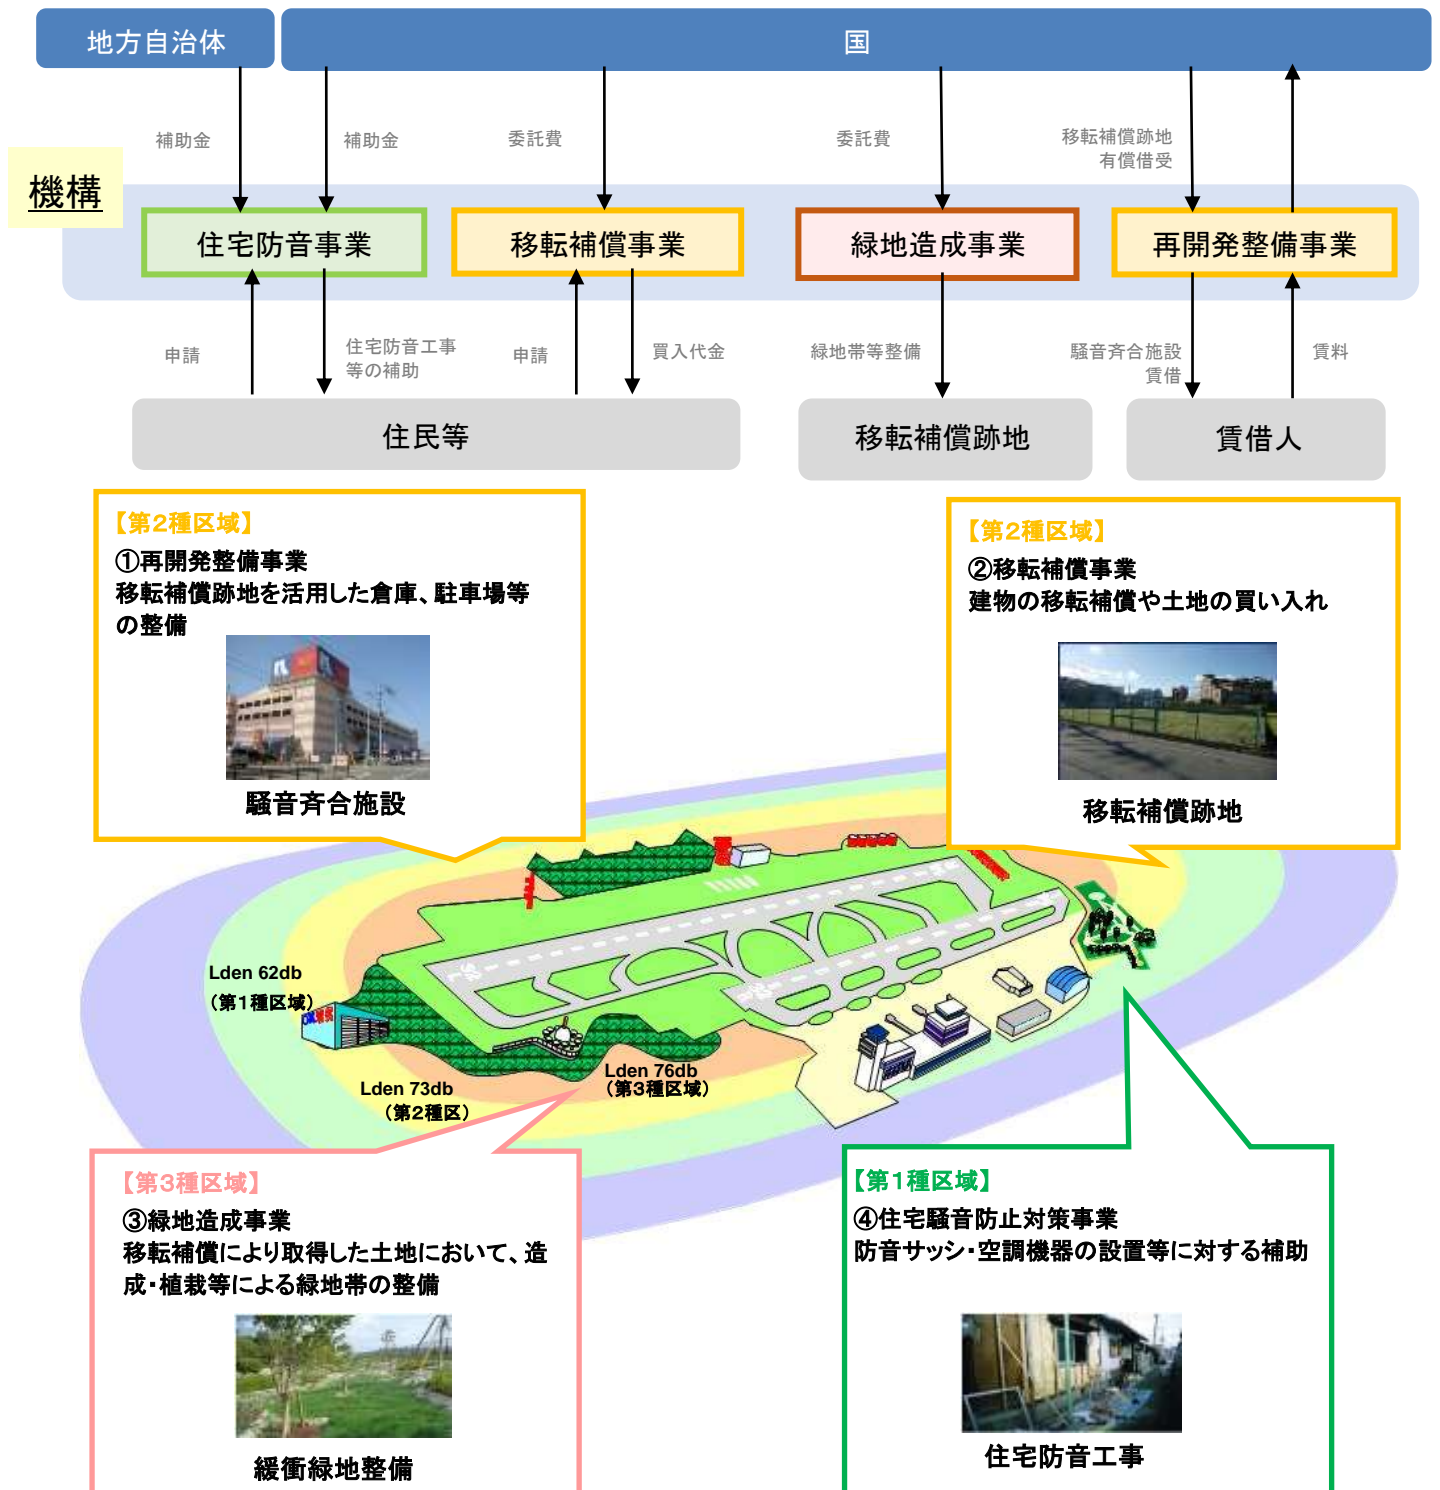 地方自治体
国
補助金
補助金
委託費
委託費
移転補償跡地
有償借受
機構
住宅防音事業
移転補償事業
緑地造成事業
再開発整備事業
申請
住宅防音工事
等の補助
申請
買入代金
緑地帯等整備
騒音斉合施設
賃借
賃料
住民等
移転補償跡地
賃借人
【第2種区域】
①再開発整備事業
移転補償跡地を活用した倉庫、駐車場等
の整備
騒音斉合施設
【第2種区域】
②移転補償事業
建物の移転補償や土地の買い入れ
移転補償跡地
Lden 62db
(第1種区域)
Lden 73db
(第2種区)
Lden 76db
(第3種区域)
【第3種区域】
③緑地造成事業
移転補償により取得した土地において、造
成・植栽等による緑地帯の整備
緩衝緑地整備
【第1種区域】
④住宅騒音防止対策事業
防音サッシ・空調機器の設置等に対する補助
住宅防音工事